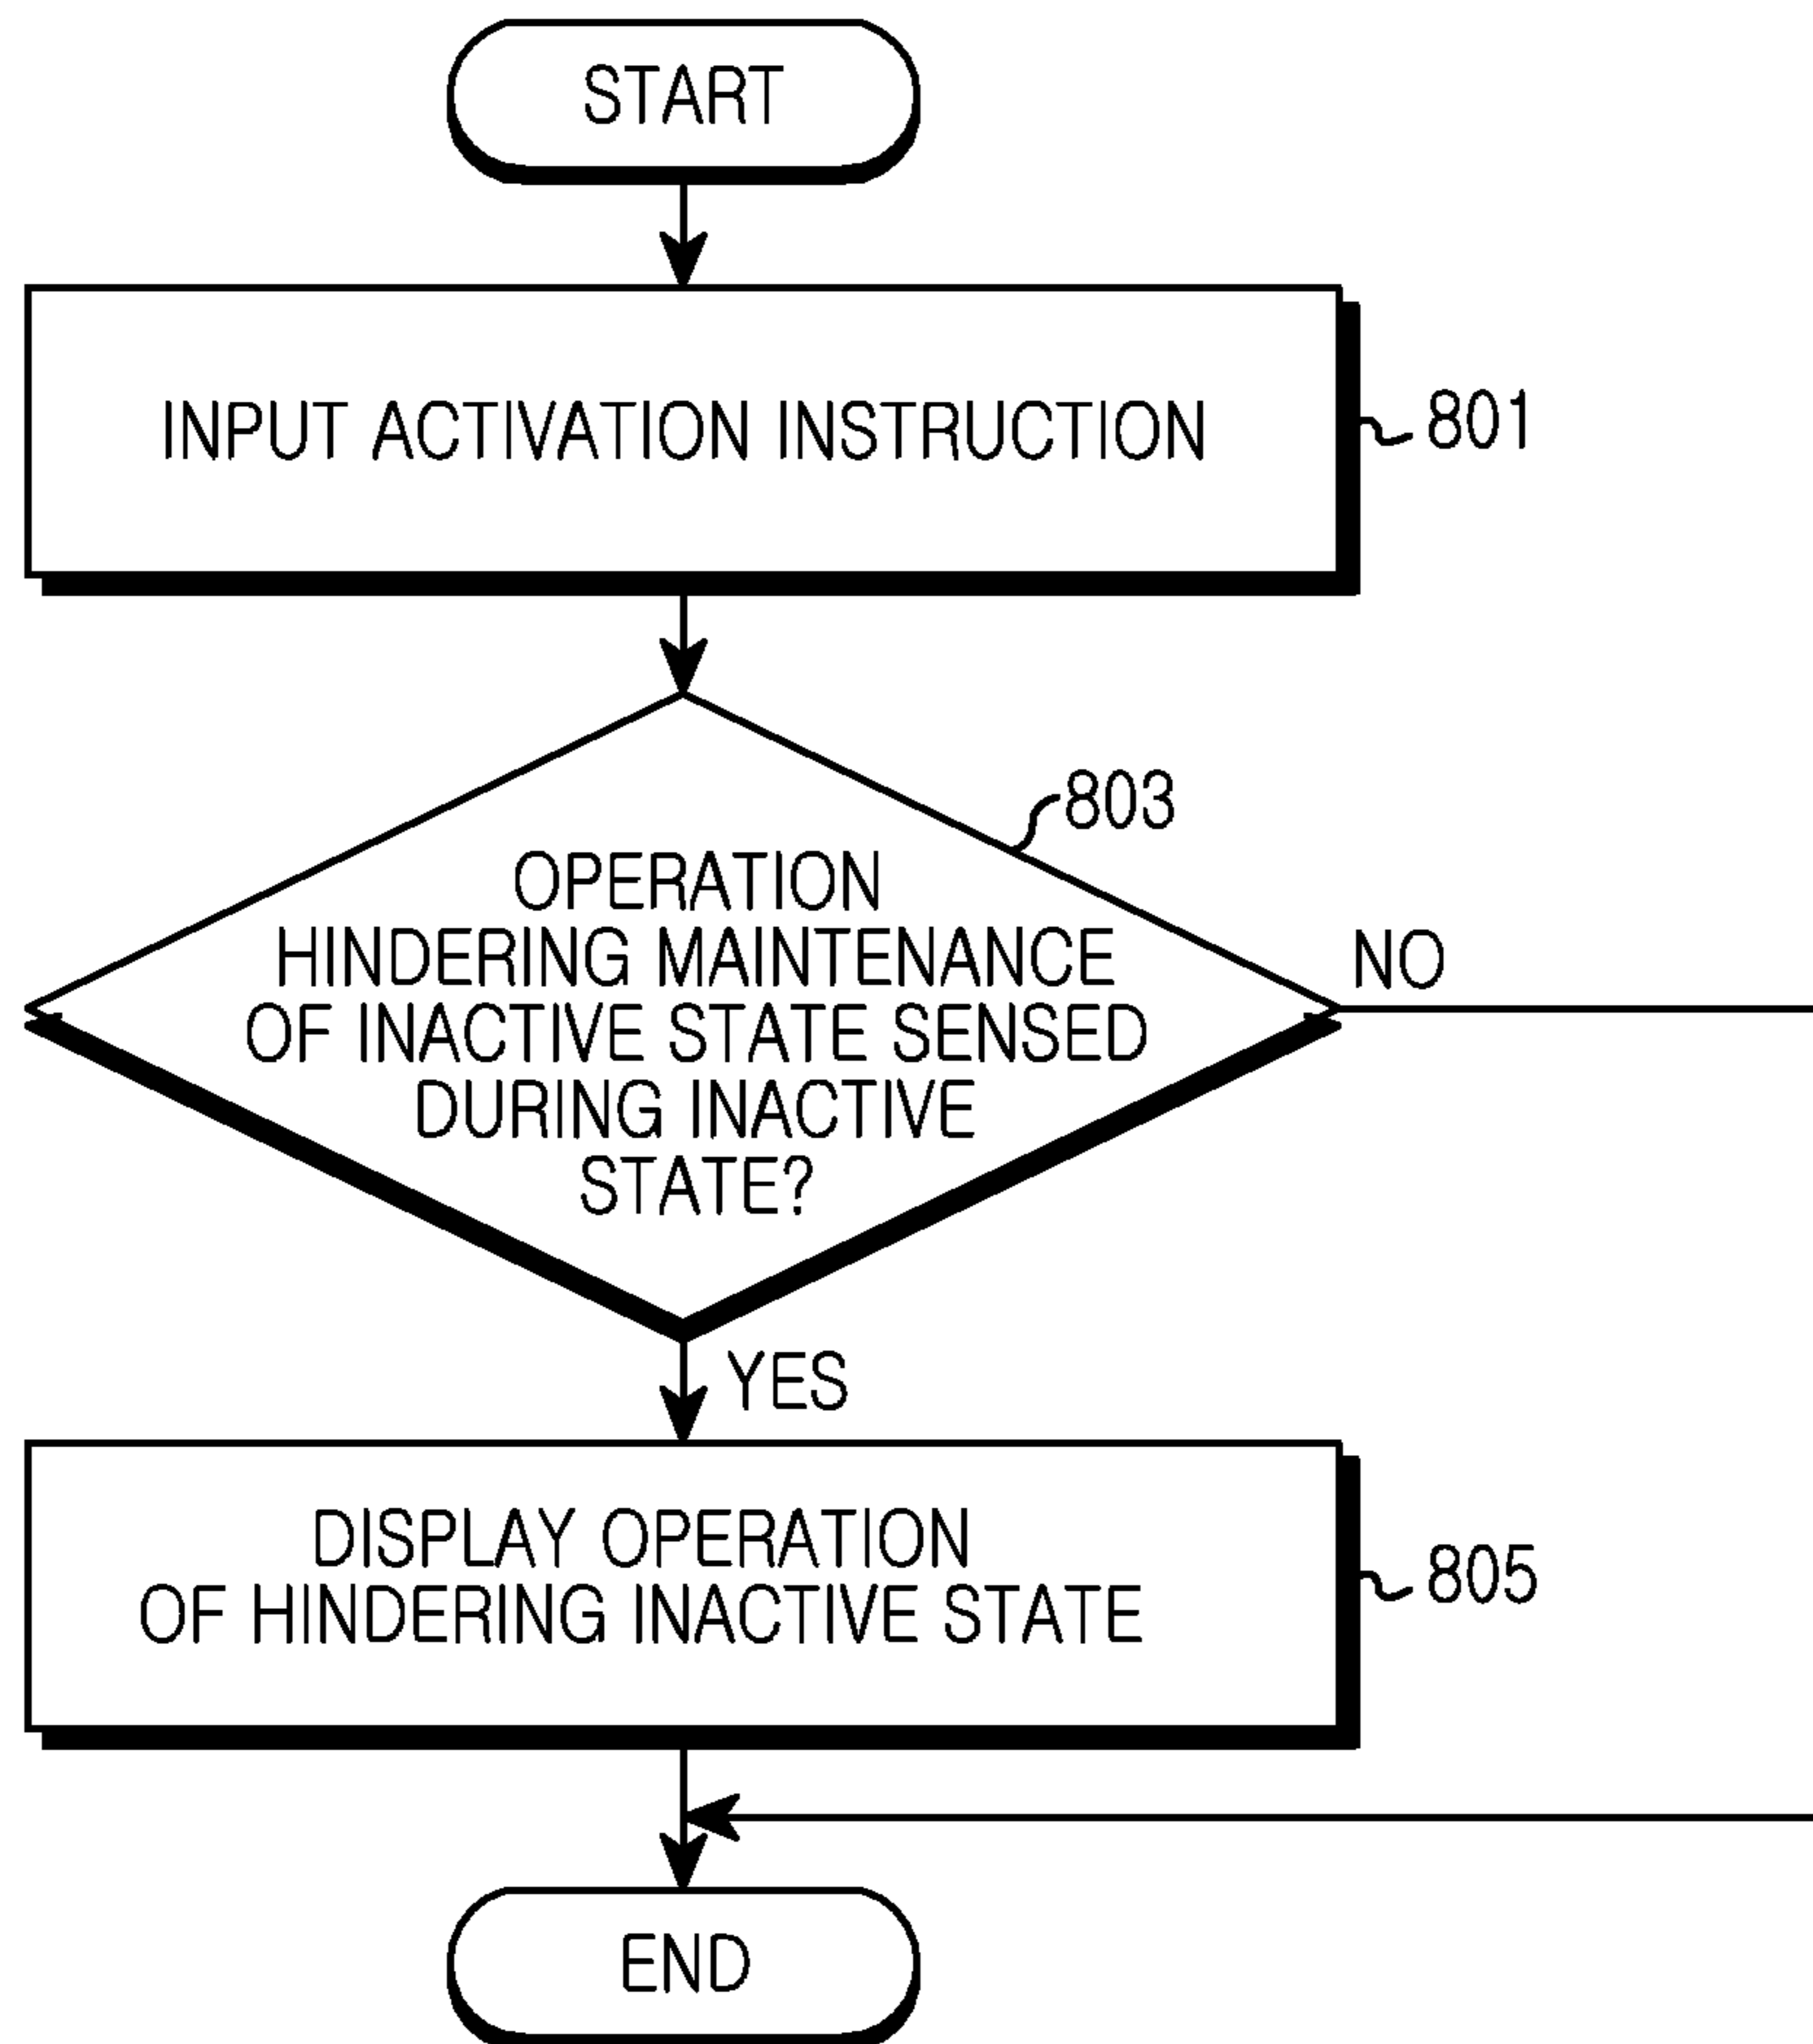 START
INPUT ACTIVATION INSTRUCTION
801
803
OPERATION
HINDERING MAINTENANCE
OF INACTIVE STATE SENSED
DURING INACTIVE
STATE?
NO
YES
DISPLAY OPERATION
OF HINDERING INACTIVE STATE
805
END